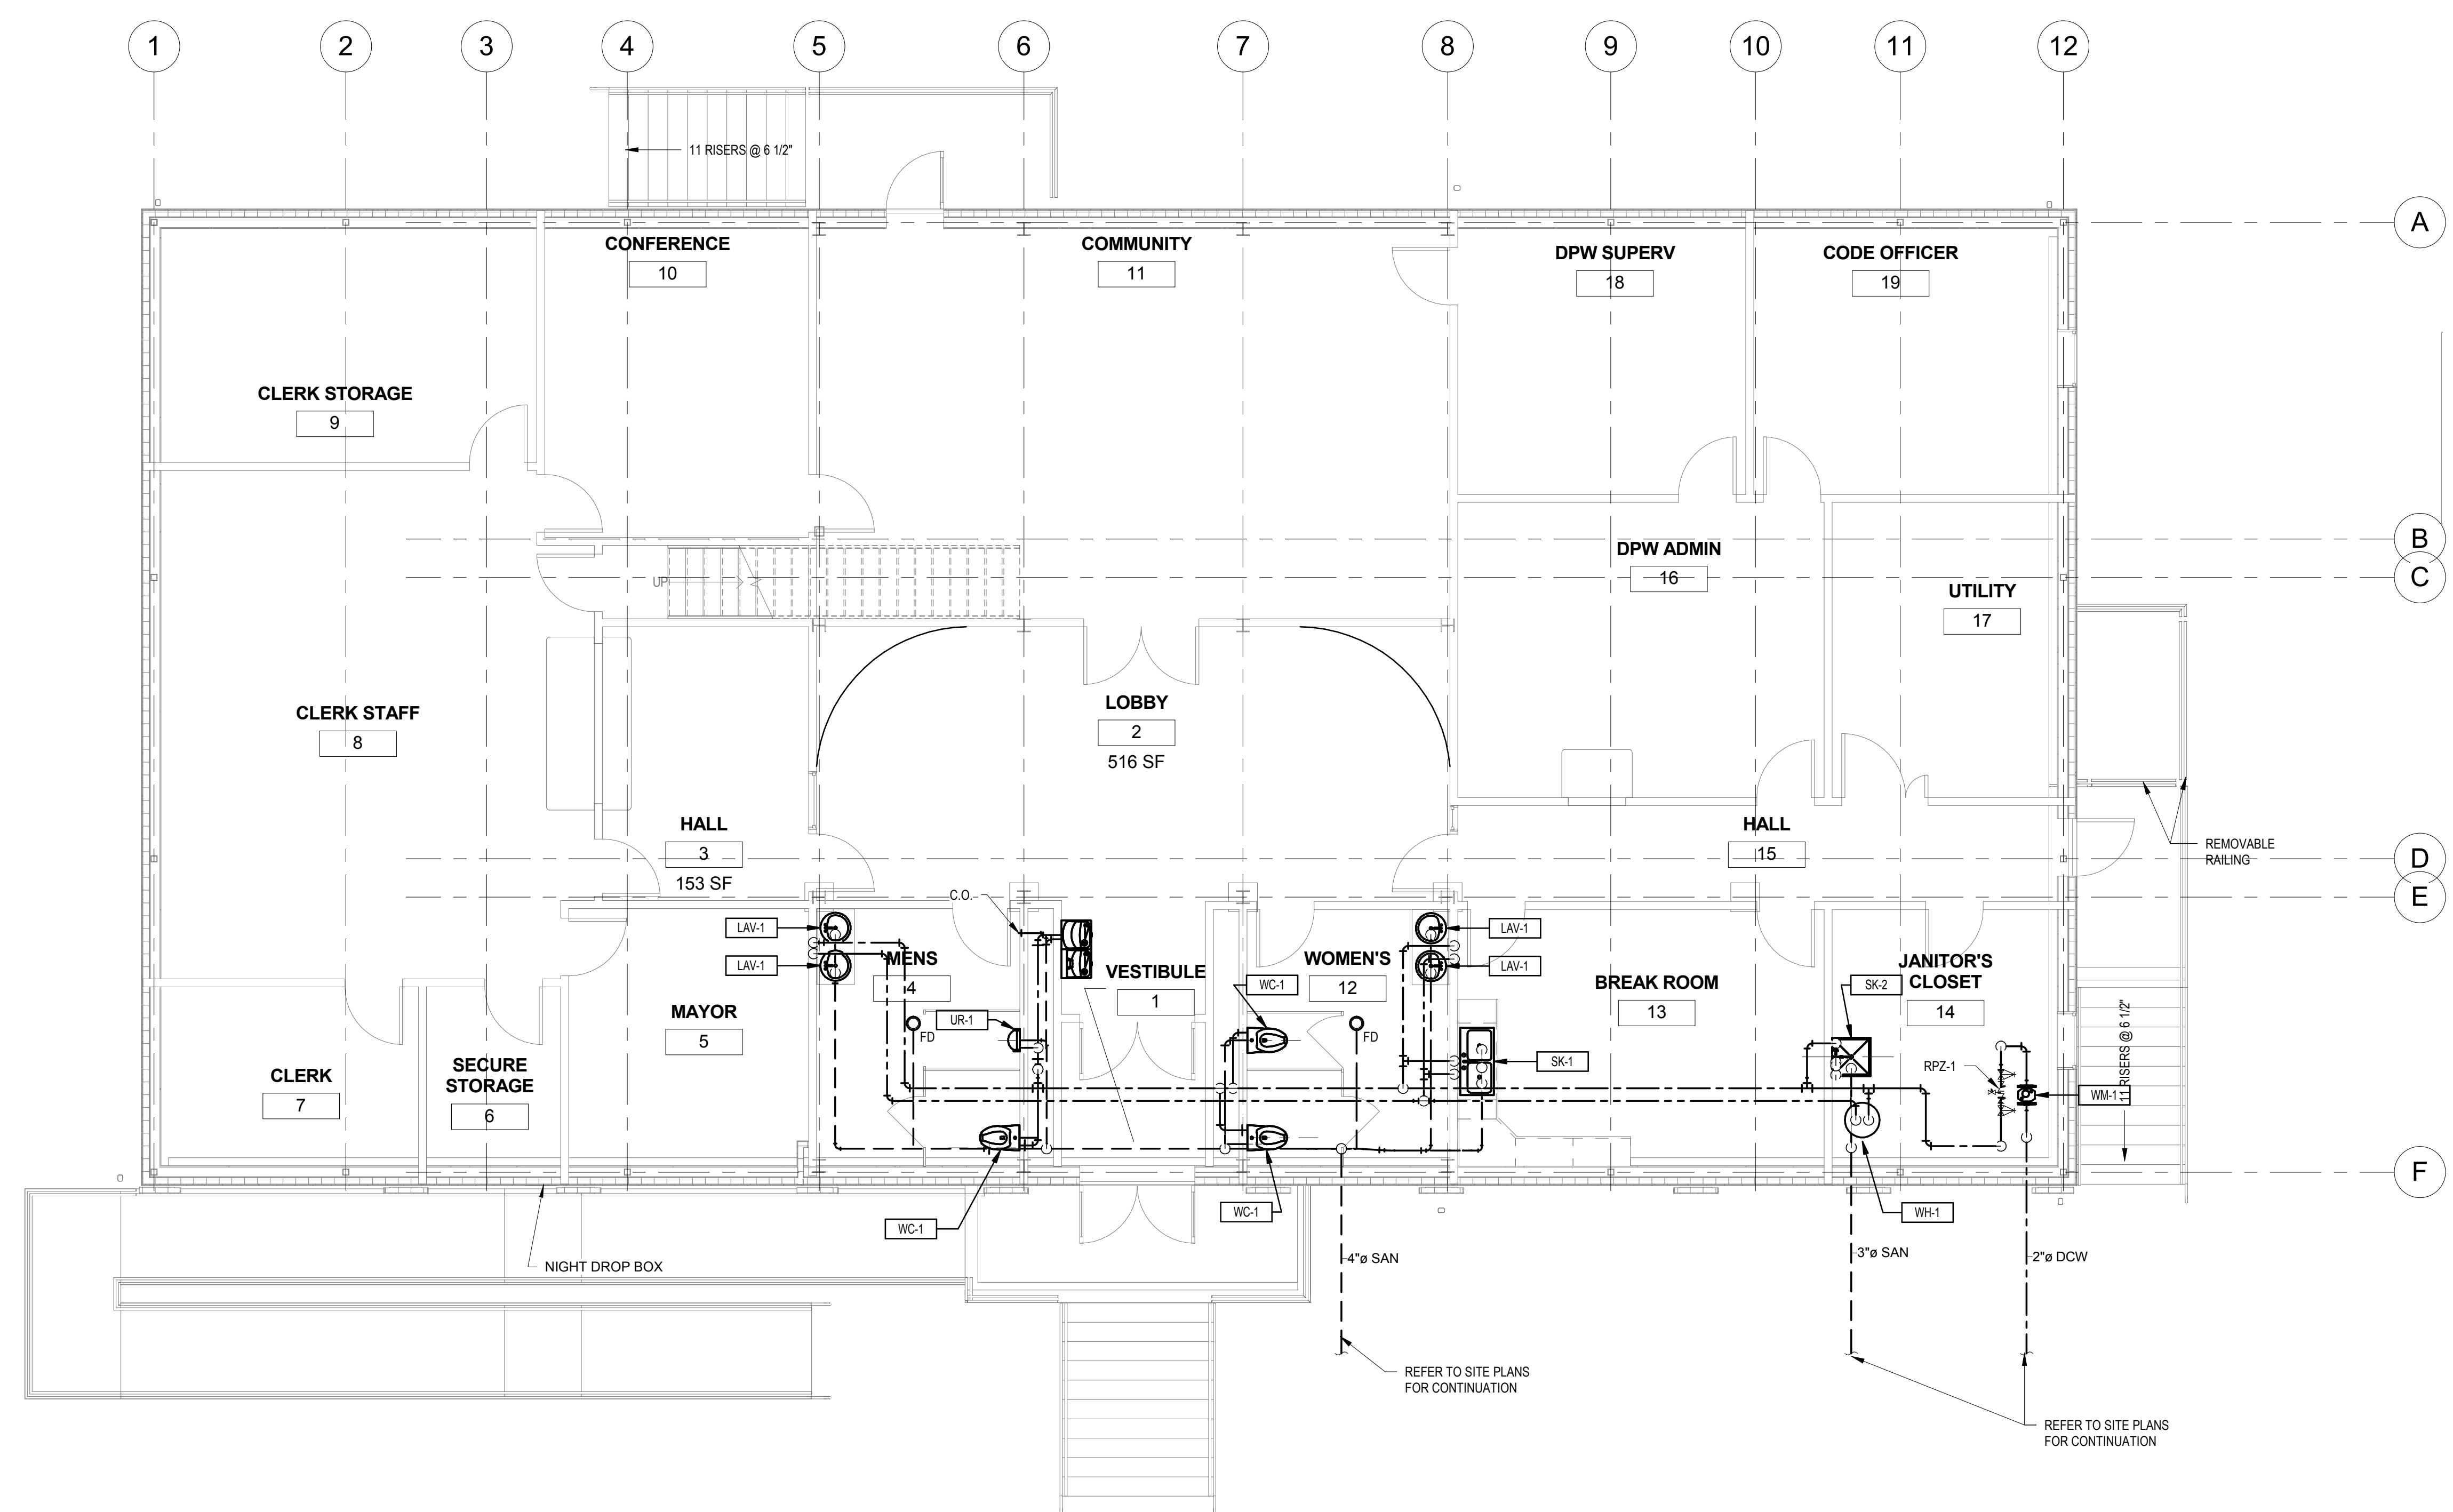 1 2 3 4 5 6 7 8 9 10 11 12
11 RISERS @ 6 1/2"
A
CONFERENCE
10
COMMUNITY
11
DPW SUPERV
18
CODE OFFICER
19
CLERK STORAGE
9
B
DPW ADMIN
16
C
UP
UTILITY
17
LOBBY
2
516 SF
CLERK STAFF
8
HALL
3
153 SF
HALL
15
REMOVABLE
RAILING
D
E
C.O.
LAV-1
LAV-1
LAV-1
LAV-1
MENS
4
VESTIBULE
1
WOMEN'S
12
WC-1
BREAK ROOM
13
JANITOR'S
CLOSET
14
SK-2
MAYOR
5
UR-1
FD
FD
SK-1
RPZ-1
WM-1
11 RISERS @ 6 1/2"
SECURE
STORAGE
6
CLERK
7
F
WC-1
WC-1
WH-1
NIGHT DROP BOX
4"ø SAN
3"ø SAN
2"ø DCW
REFER TO SITE PLANS
FOR CONTINUATION
REFER TO SITE PLANS
FOR CONTINUATION